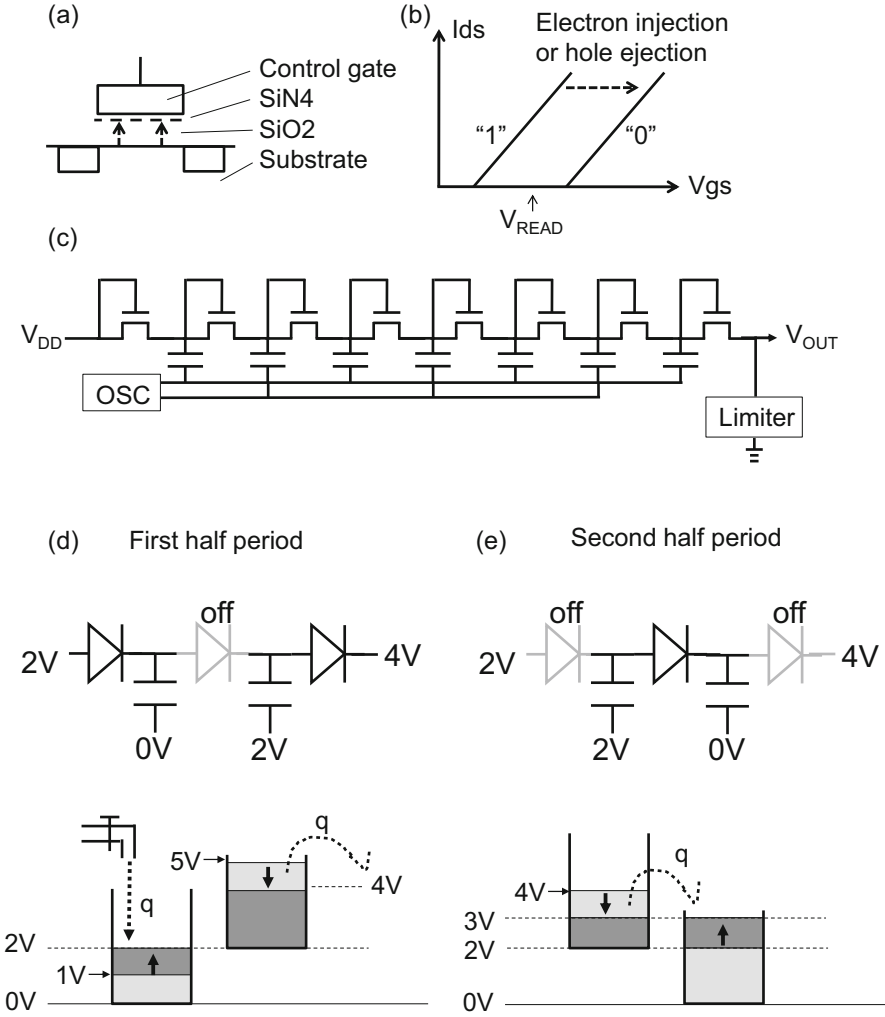 (a)
Control gate
SiN4
SiO2
Substrate
(b)
Ids
Electron injection
or hole ejection
“1”
“0”
Vgs
VREAD
(c)
VDD
VOUT
OSC
Limiter
(d) First half period
off
2V
4V
0V
2V
q
5V
4V
q
2V
1V
0V
(e) Second half period
off
off
2V
4V
2V
0V
q
4V
3V
2V
0V